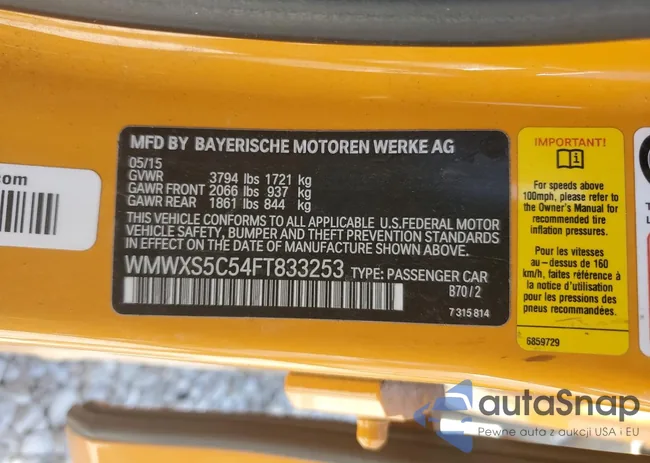 MFD BY BAYERISCHE MOTOREN WERKE AG
05/15
GVWR 3794 lbs 1721 kg
GAWR FRONT 2066 lbs 937 kg
GAWR REAR 1861 lbs 844 kg
THIS VEHICLE CONFORMS TO ALL APPLICABLE U.S.FEDERAL MOTOR
VEHICLE SAFETY, BUMPER AND THEFT PREVENTION STANDARDS
IN EFFECT ON THE DATE OF MANUFACTURE SHOWN ABOVE.
WMWXS5C54FT833253 TYPE: PASSENGER CAR
B70/2
7 315 814
.com
IMPORTANT!
For speeds above
100mph, please refer to
the Owner's Manual for
recommended tire
inflation pressures.
Pour les vitesses
au-dessus de 160
km/h, faites référence à
la notice d'utilisation
pour les pressions des
pneus recommandées.
6859729
autoSnap
Pewne auto z aukcji USA i EU